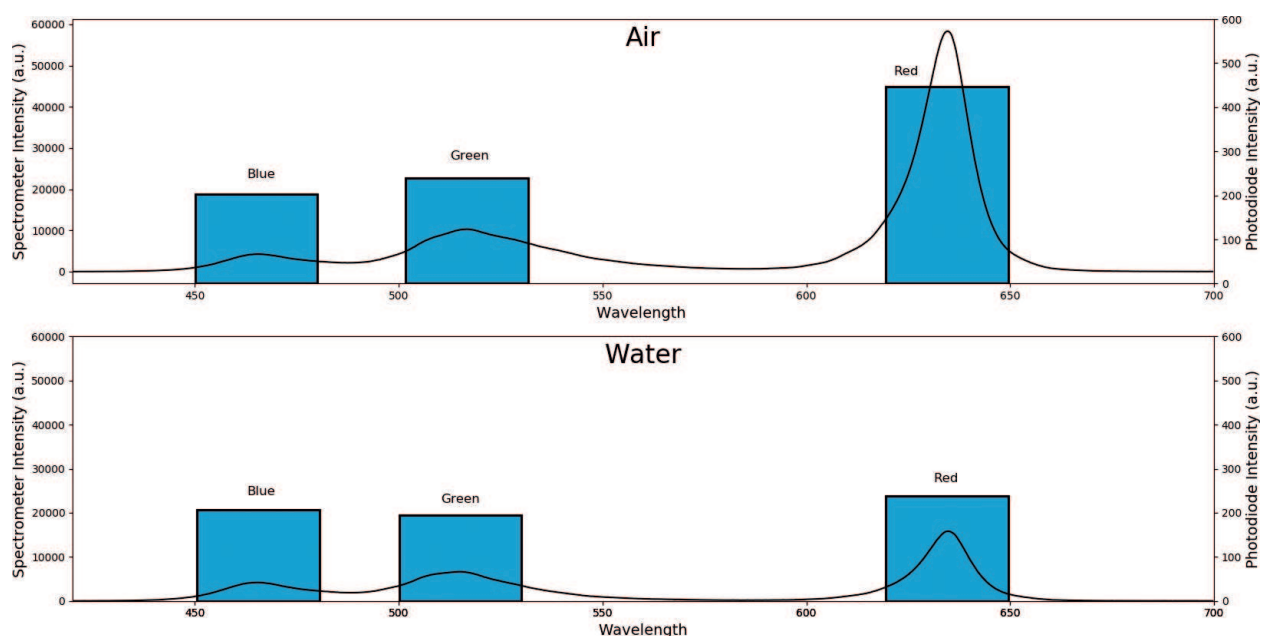 Air
Spectrometer Intensity (a.u.)
60000
50000
40000
30000
20000
10000
0
Blue
Green
Red
600
500
400
300
200
100
0
Photodiode Intensity (a.u.)
450 500 550 600 650 700
Wavelength
Water
Spectrometer Intensity (a.u.)
60000
50000
40000
30000
20000
10000
0
Blue
Green
Red
600
500
400
300
200
100
0
Photodiode Intensity (a.u.)
450 500 550 600 650 700
Wavelength